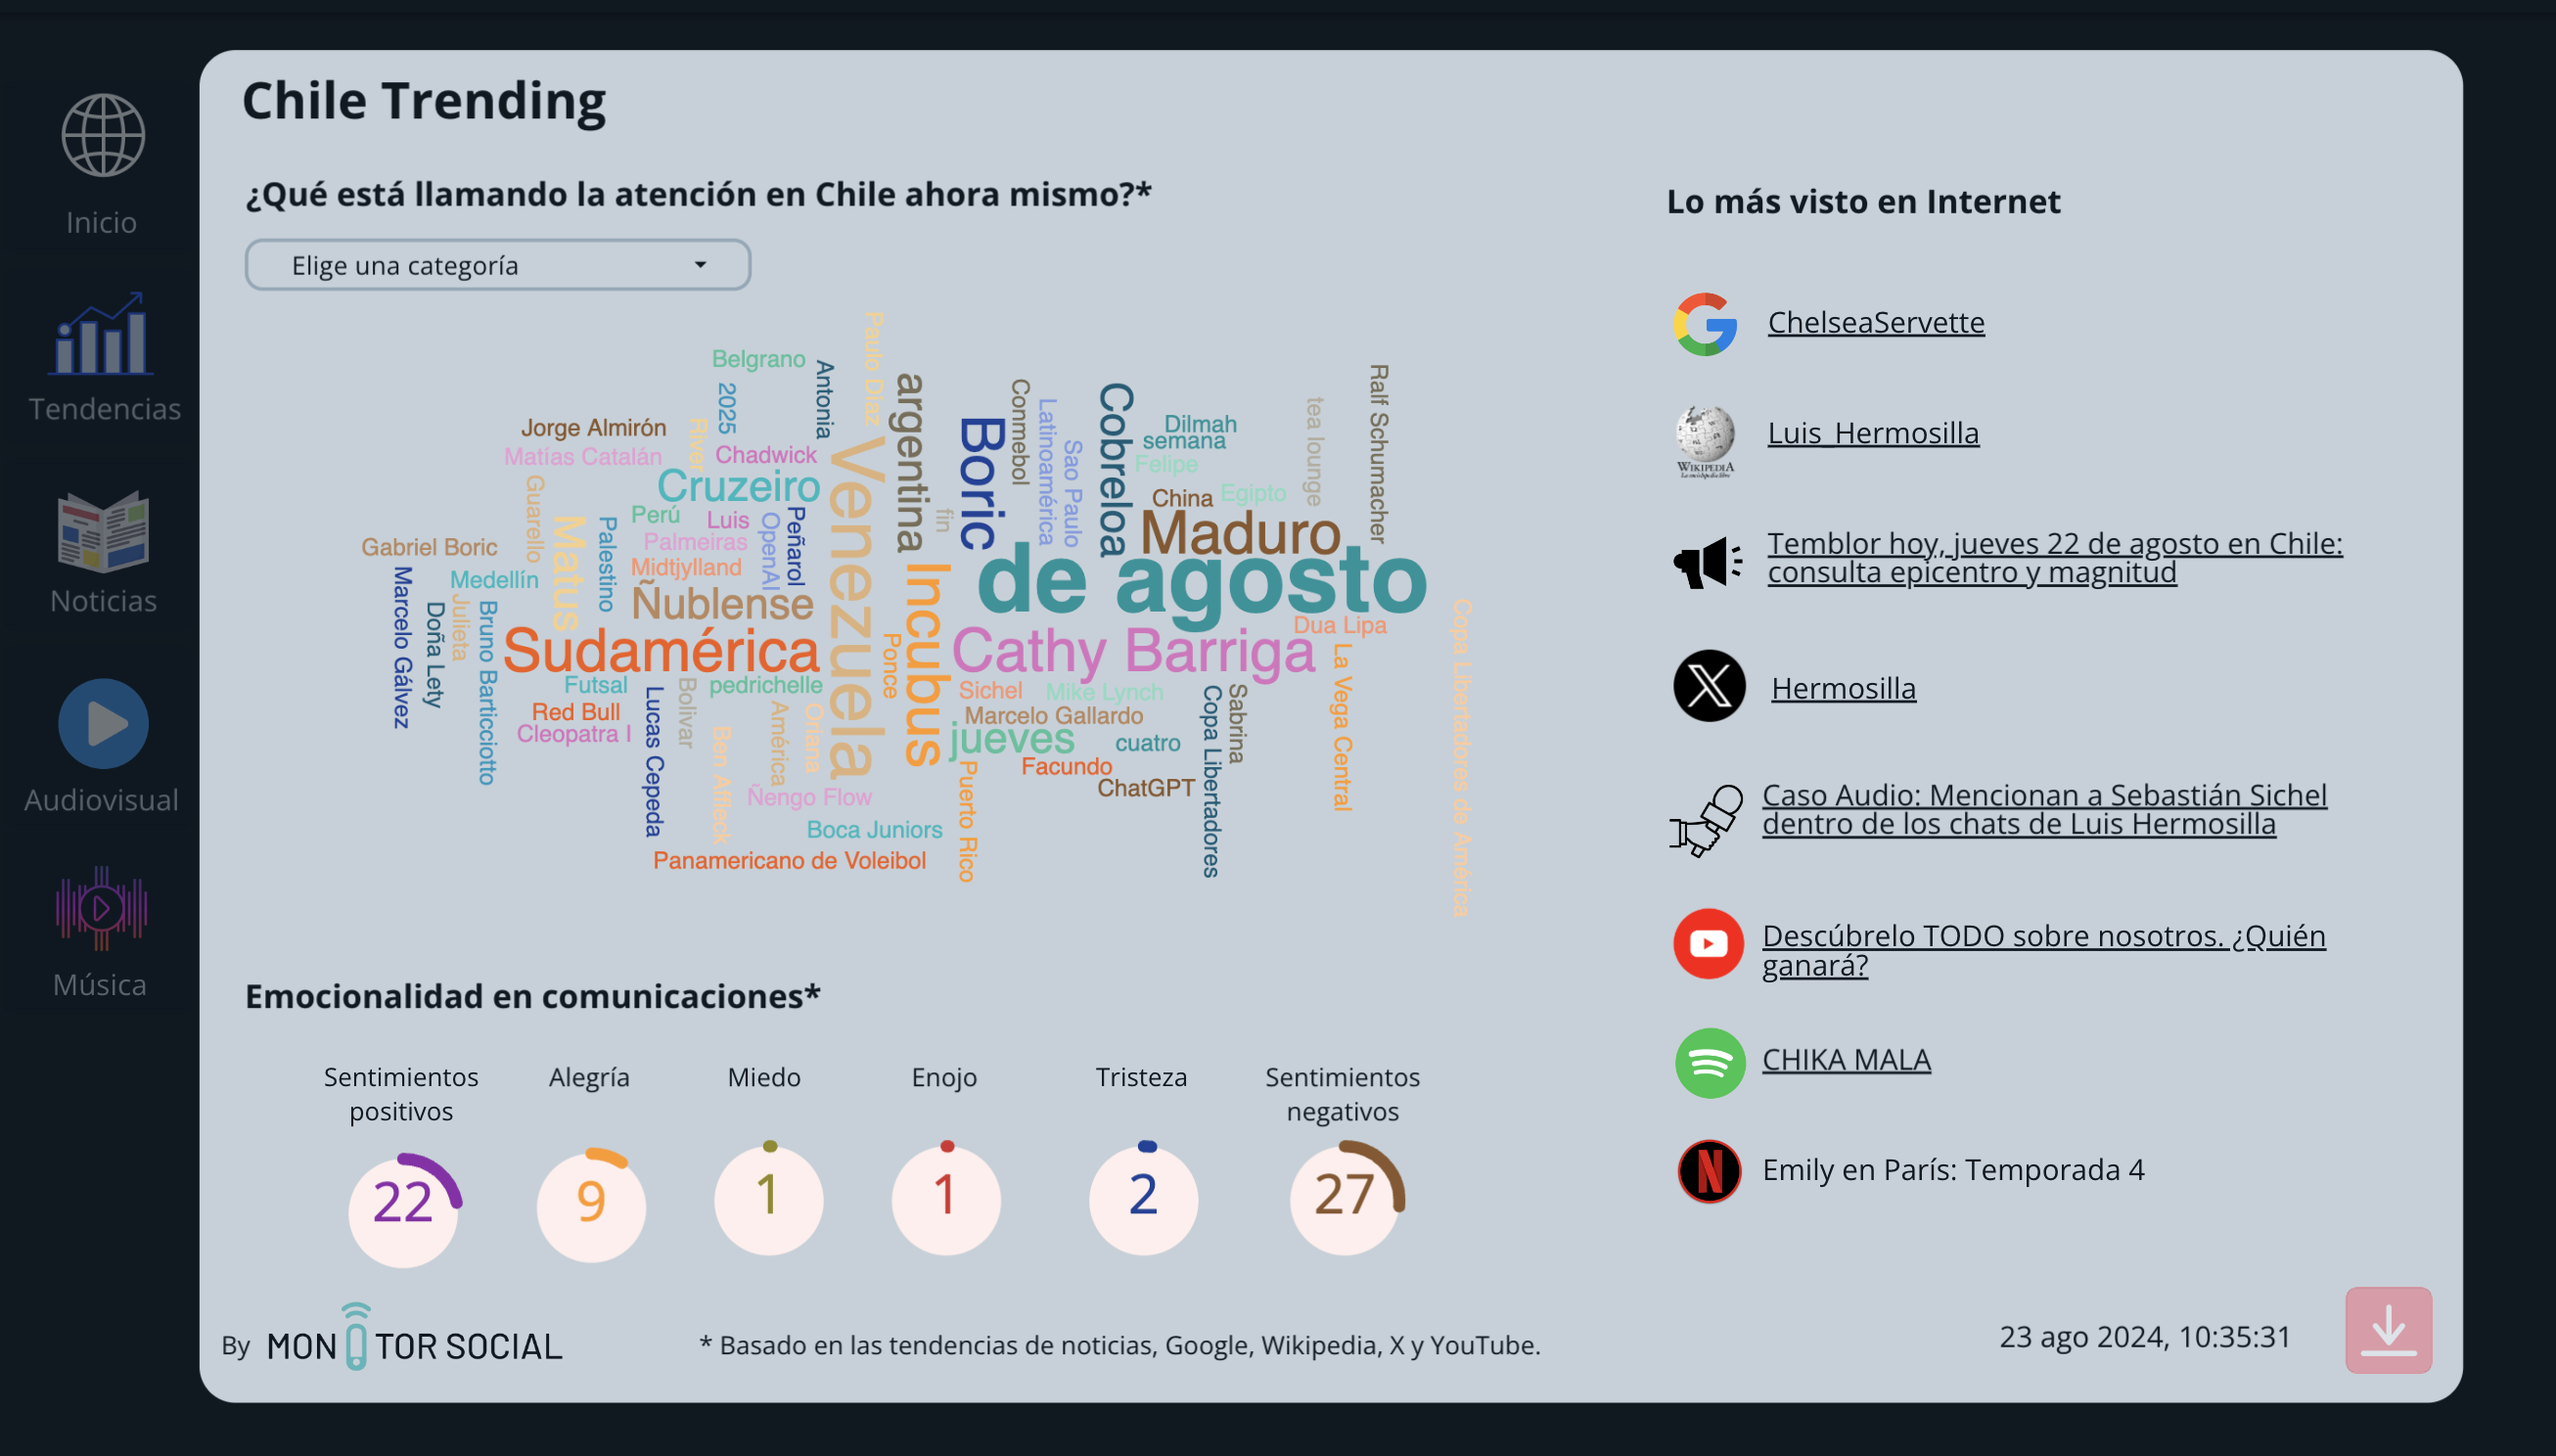 Inicio
Tendencias
Noticias
Audiovisual
Música
Chile Trending
¿Qué está llamando la atención en Chile ahora mismo?*
Elige una categoría
Paulo Díaz
Belgrano
Antonia
2025
argentina
Conmebol
Latinoamérica
Cobreloa
Ralf Schumacher
tea lounge
Jorge Almirón
River
Boric
Sao Paulo
Dilmah
semana
Matías Catalán
Chadwick
Venezuela
Felipe
Guarello
Cruzeiro
China
Egipto
Perú
Luis
OpenAI
Peñarol
fin
Maduro
Matus
Palestino
Palmeiras
Gabriel Boric
Midtjylland
de agosto
Medellín
Marcelo Gálvez
Doña Lety
Julieta
Bruno Barticciotto
Ñublense
Incubus
Dua Lipa
Copa Libertadores de América
Sudamérica
Ponce
Cathy Barriga
La Vega Central
Futsal
Lucas Cepeda
Bolivar
pedrichelle
Sichel
Mike Lynch
Copa Libertadores
Sabrina
Red Bull
América
Oriana
Marcelo Gallardo
Cleopatra I
Ben Affleck
jueves
cuatro
Facundo
Puerto Rico
ChatGPT
Ñengo Flow
Boca Juniors
Panamericano de Voleibol
Emocionalidad en comunicaciones*
Sentimientos
positivos
Alegría
Miedo
Enojo
Tristeza
Sentimientos
negativos
22
9
1
1
2
27
Lo más visto en Internet
ChelseaServette
WIKIPEDIA
Luis_Hermosilla
Temblor hoy, jueves 22 de agosto en Chile:
consulta epicentro y magnitud
Hermosilla
Caso Audio: Mencionan a Sebastián Sichel
dentro de los chats de Luis Hermosilla
Descúbrelo TODO sobre nosotros. ¿Quién
ganará?
CHIKA MALA
Emily en París: Temporada 4
By MONITOR SOCIAL
* Basado en las tendencias de noticias, Google, Wikipedia, X y YouTube.
23 ago 2024, 10:35:31